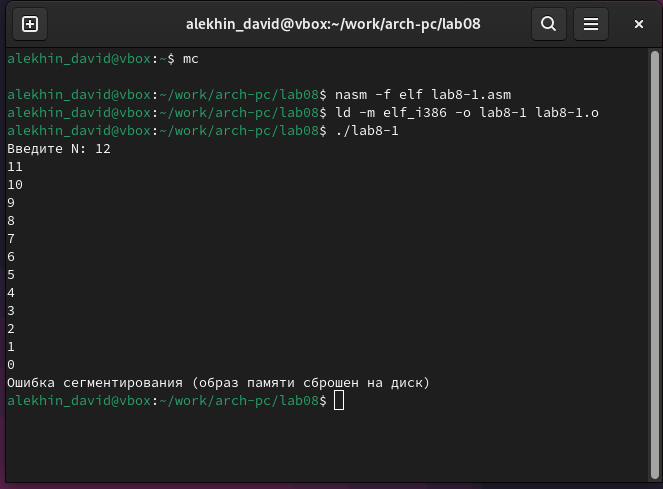 alekhin_david@vbox:~/work/arch-pc/lab08
alekhin_david@vbox:~$ mc
alekhin_david@vbox:~/work/arch-pc/lab08$ nasm -f elf lab8-1.asm
alekhin_david@vbox:~/work/arch-pc/lab08$ ld -m elf_i386 -o lab8-1 lab8-1.o
alekhin_david@vbox:~/work/arch-pc/lab08$ ./lab8-1
Введите N: 12
11
10
9
8
7
6
5
4
3
2
1
0
Ошибка сегментирования (образ памяти сброшен на диск)
alekhin_david@vbox:~/work/arch-pc/lab08$